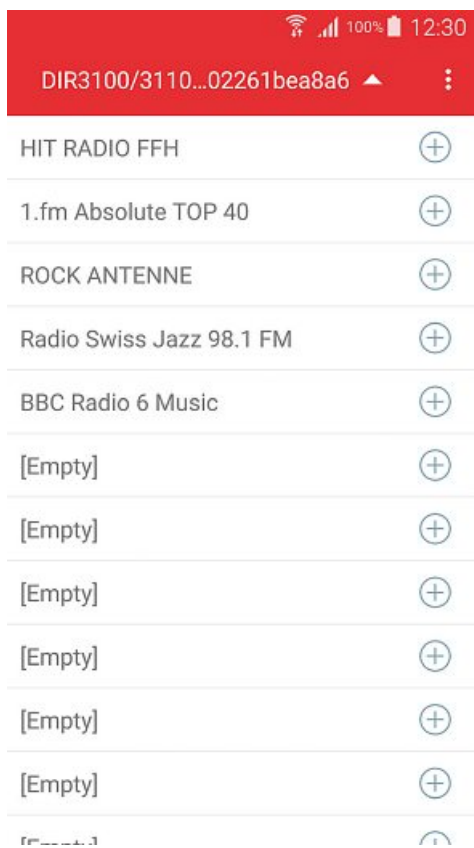 100% 12:30
DIR3100/3110...02261bea8a6
HIT RADIO FFH
1.fm Absolute TOP 40
ROCK ANTENNE
Radio Swiss Jazz 98.1 FM
BBC Radio 6 Music
[Empty]
[Empty]
[Empty]
[Empty]
[Empty]
[Empty]
[Empty]